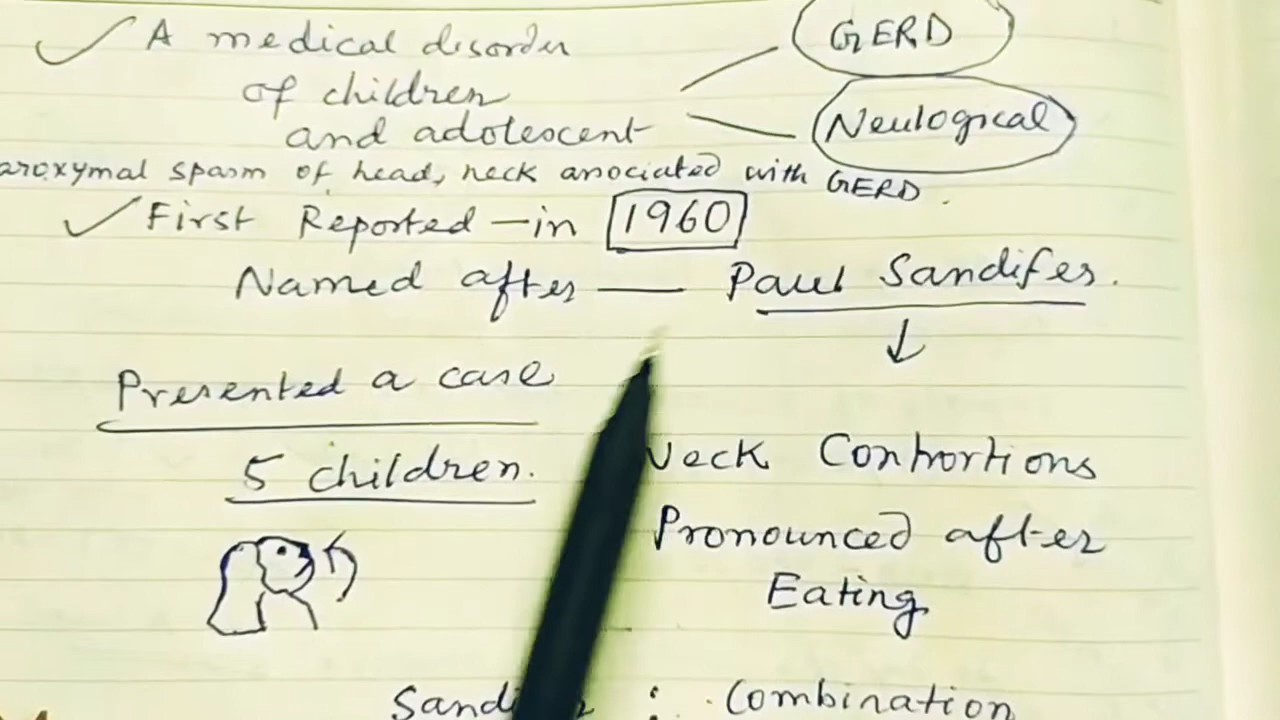 A medical disorder
GERD
of children
Neulogical
and adolescent
aroxymal spasm of head, neck associated with GERD.
First Reported - in 1960
Named after — Paul Sandifer.
Presented a case
5 children.
Neck Contortions
Pronounced after
Eating
: Combination